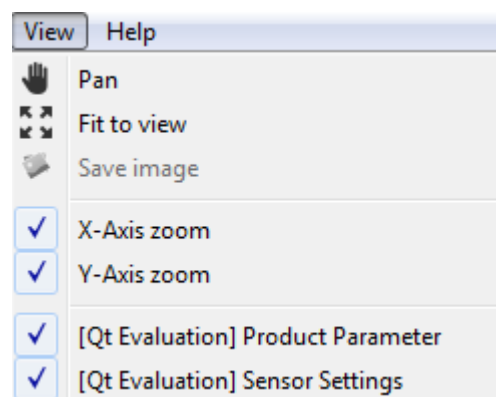 View Help
Pan
Fit to view
Save image
X-Axis zoom
Y-Axis zoom
[Qt Evaluation] Product Parameter
[Qt Evaluation] Sensor Settings